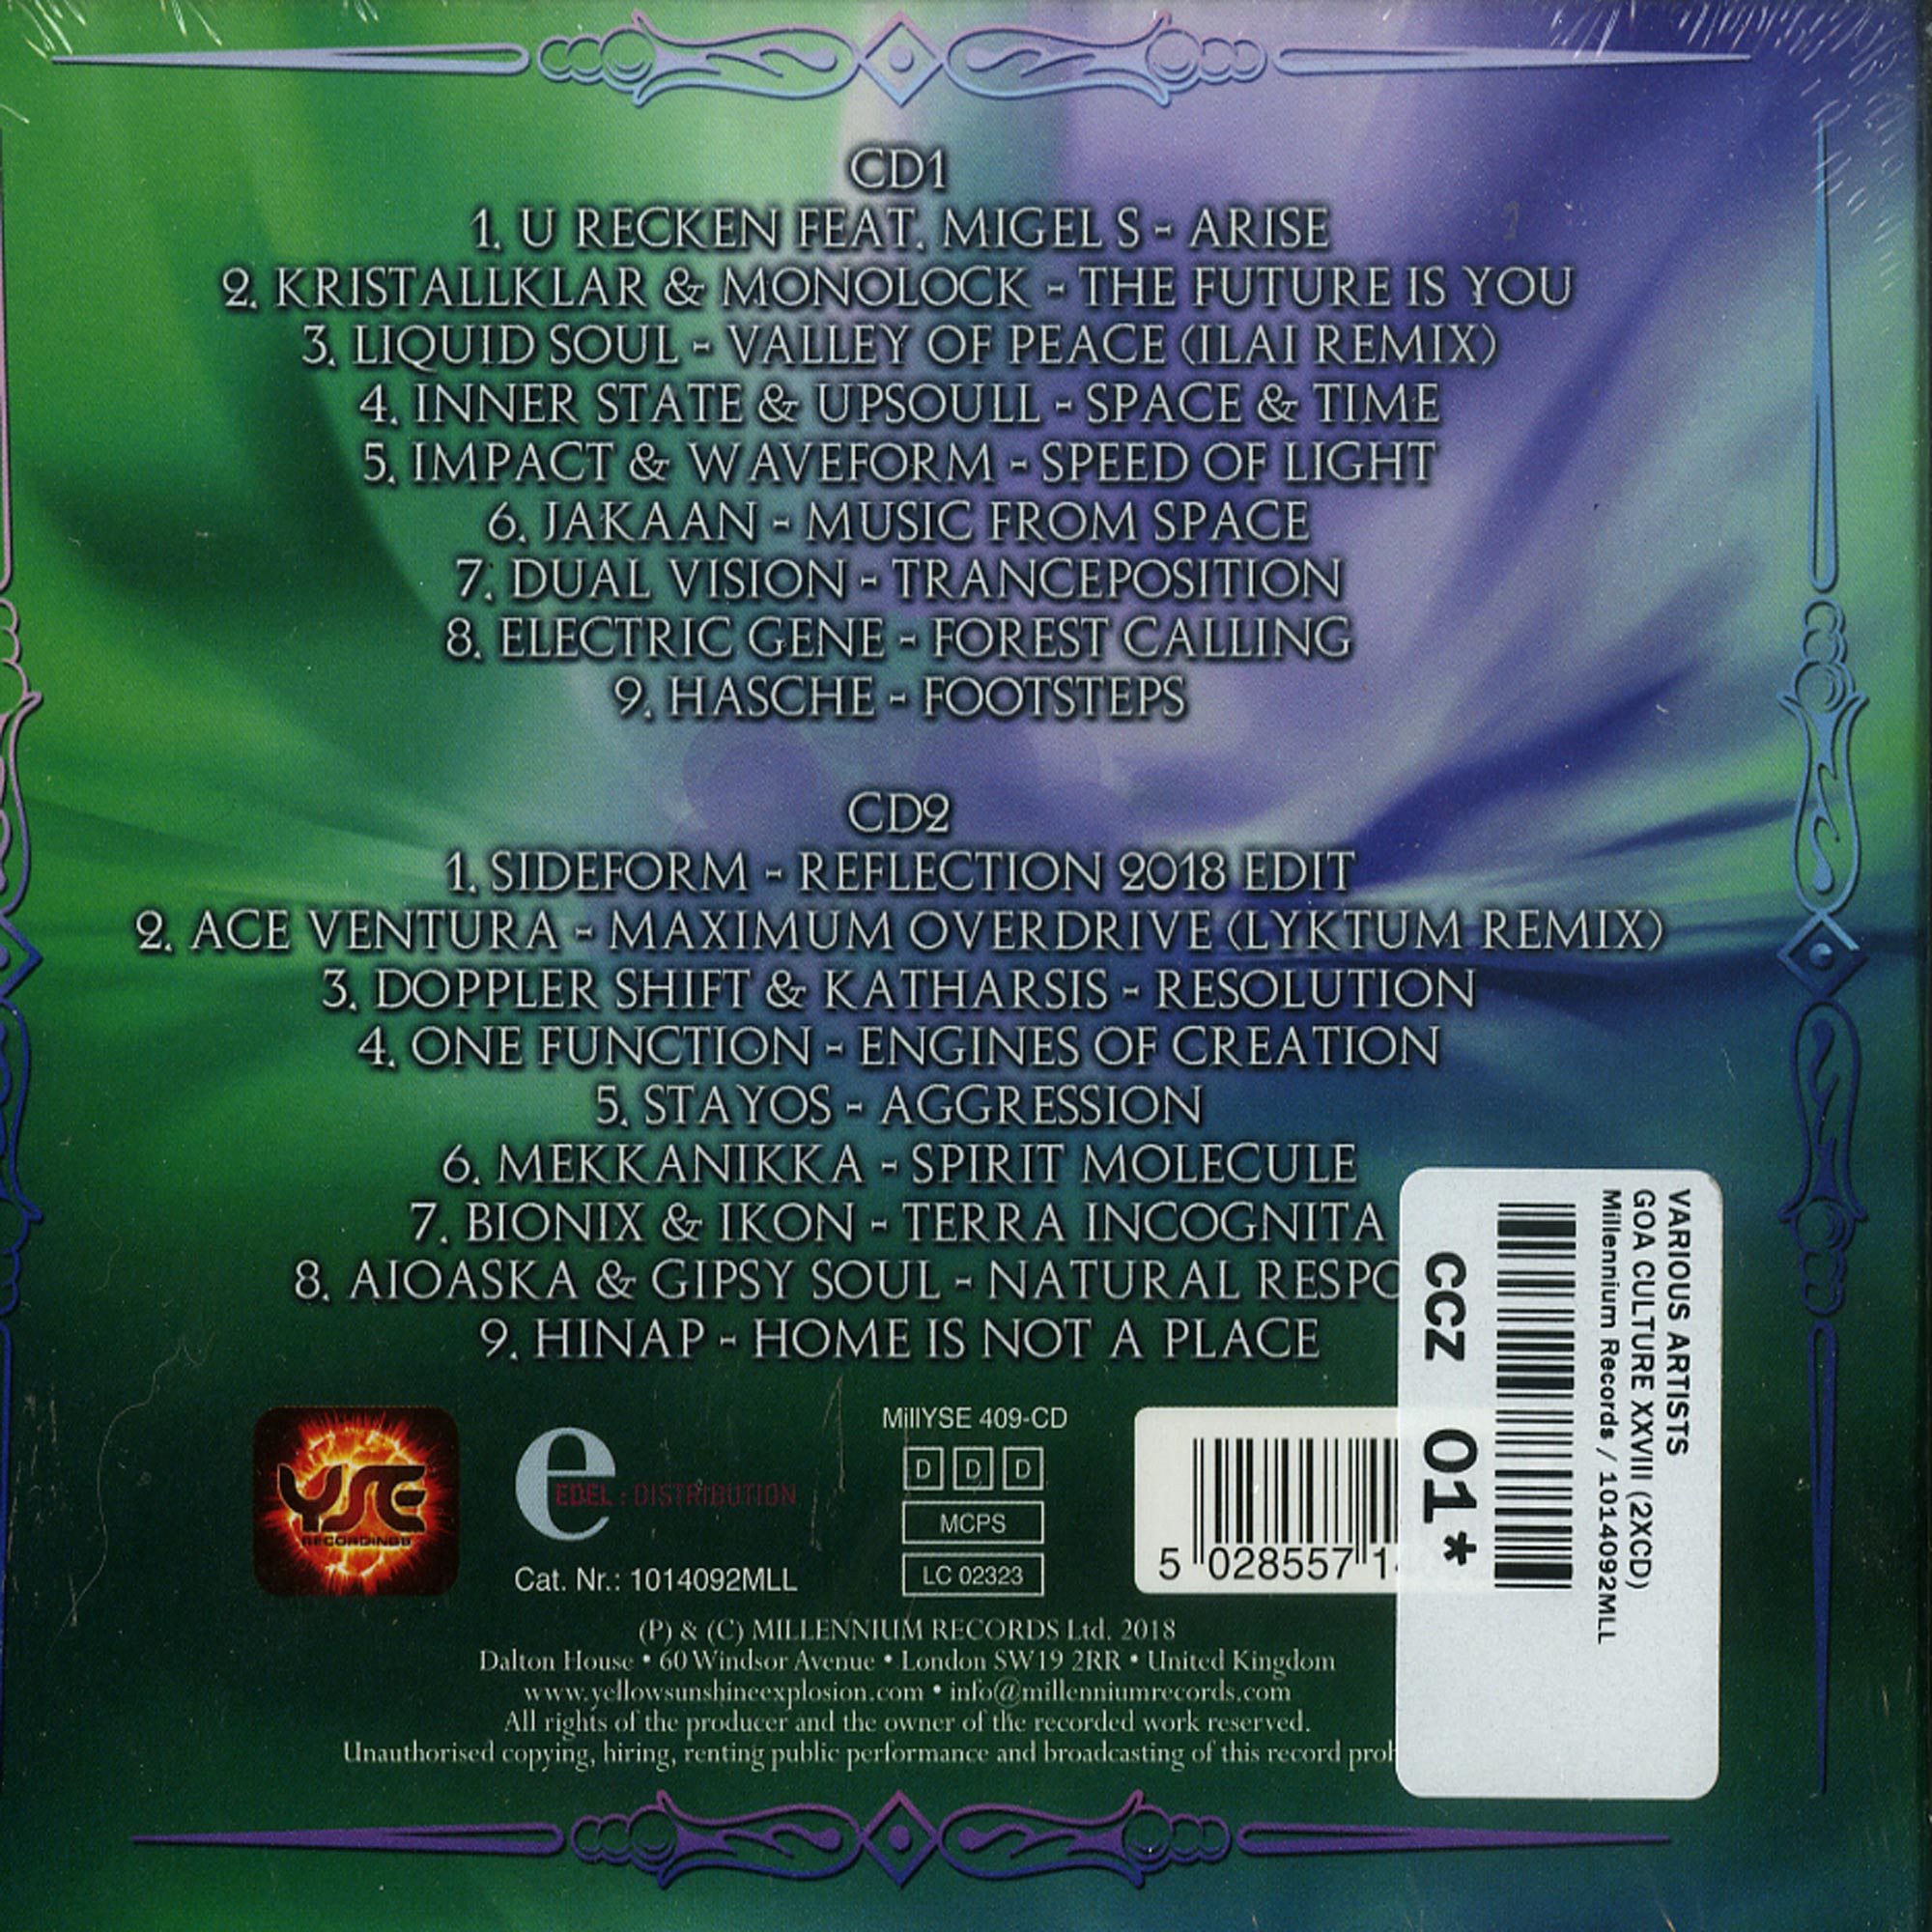 CD1
1. U RECKEN FEAT. MIGEL S - ARISE
2. KRISTALLKLAR & MONOLOCK - THE FUTURE IS YOU
3. LIQUID SOUL - VALLEY OF PEACE (ILAI REMIX)
4. INNER STATE & UPSOULL - SPACE & TIME
5. IMPACT & WAVEFORM - SPEED OF LIGHT
6. JAKAAN - MUSIC FROM SPACE
7. DUAL VISION - TRANCEPOSITION
8. ELECTRIC GENE - FOREST CALLING
9. HASCHE - FOOTSTEPS
CD2
1. SIDEFORM - REFLECTION 2018 EDIT
2. ACE VENTURA - MAXIMUM OVERDRIVE (LYKTUM REMIX)
3. DOPPLER SHIFT & KATHARSIS - RESOLUTION
4. ONE FUNCTION - ENGINES OF CREATION
5. STAYOS - AGGRESSION
6. MEKKANIKKA - SPIRIT MOLECULE
7. BIONIX & IKON - TERRA INCOGNITA
8. AIOASKA & GIPSY SOUL - NATURAL RESPO
9. HINAP - HOME IS NOT A PLACE
VARIOUS ARTISTS
GOA CULTURE XXVIII (2XCD)
Millennium Records / 1014092MLL
CCZ 01*
YSE
RECORDINGS
e
EDEL : DISTRIBUTION
Cat. Nr.: 1014092MLL
MillYSE 409-CD
D D D
MCPS
LC 02323
5 028557 1
(P) & (C) MILLENNIUM RECORDS Ltd. 2018
Dalton House • 60 Windsor Avenue • London SW19 2RR • United Kingdom
www.yellowsunshineexplosion.com • info@millenniumrecords.com
All rights of the producer and the owner of the recorded work reserved.
Unauthorised copying, hiring, renting public performance and broadcasting of this record proh